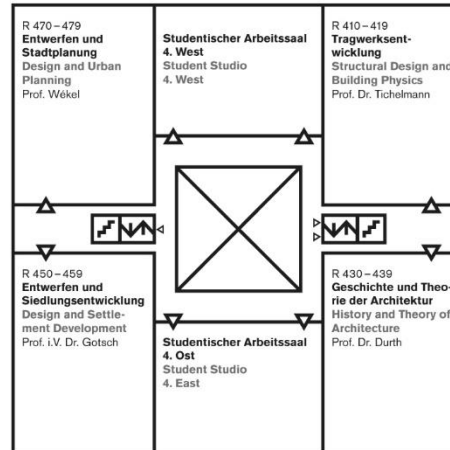 R 470–479
Entwerfen und
Stadtplanung
Design and Urban
Planning
Prof. Wékel
Studentischer Arbeitssaal
4. West
Student Studio
4. West
R 410–419
Tragwerksent-
wicklung
Structural Design and
Building Physics
Prof. Dr. Tichelmann
R 450–459
Entwerfen und
Siedlungsentwicklung
Design and Settle-
ment Development
Prof. i.V. Dr. Gotsch
Studentischer Arbeitssaal
4. Ost
Student Studio
4. East
R 430–439
Geschichte und Theo-
rie der Architektur
History and Theory of
Architecture
Prof. Dr. Durth